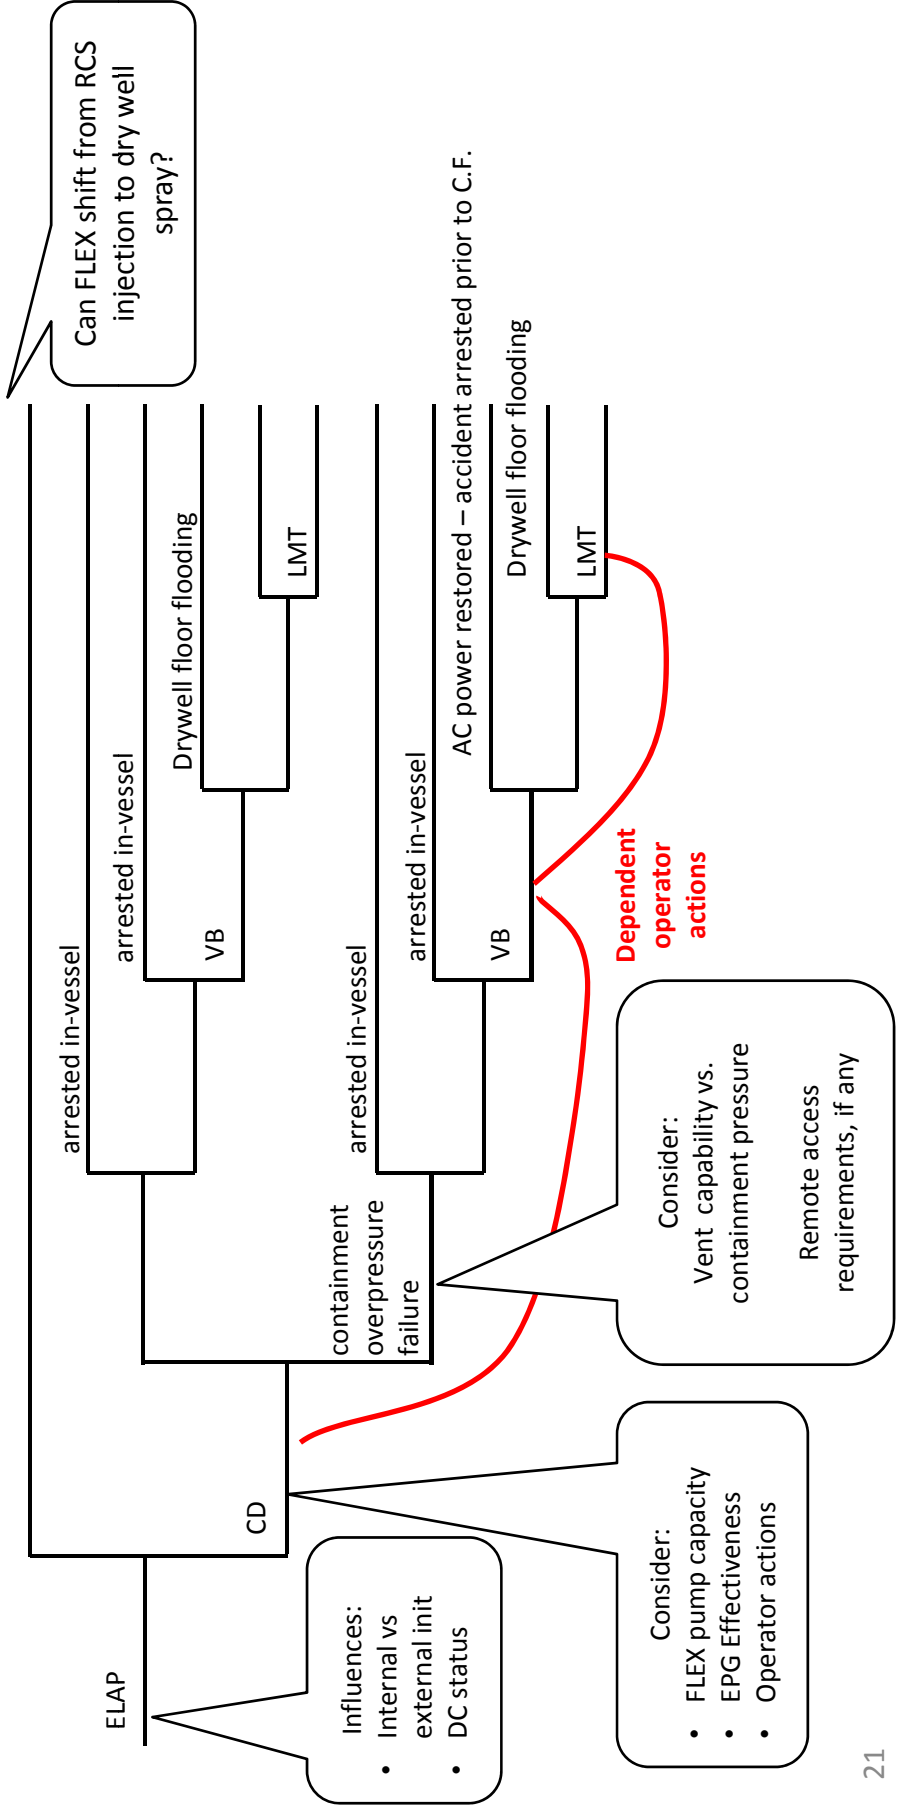 Can FLEX shift from RCS
injection to dry well
spray?
ELAP
CD
arrested in-vessel
arrested in-vessel
VB
Drywell floor flooding
LMT
containment
overpressure
failure
arrested in-vessel
arrested in-vessel
VB
AC power restored – accident arrested prior to C.F.
Drywell floor flooding
LMT
Dependent
operator
actions
Influences:
• Internal vs
external init
• DC status
Consider:
• FLEX pump capacity
• EPG Effectiveness
• Operator actions
Consider:
Vent capability vs.
containment pressure
Remote access
requirements, if any
21